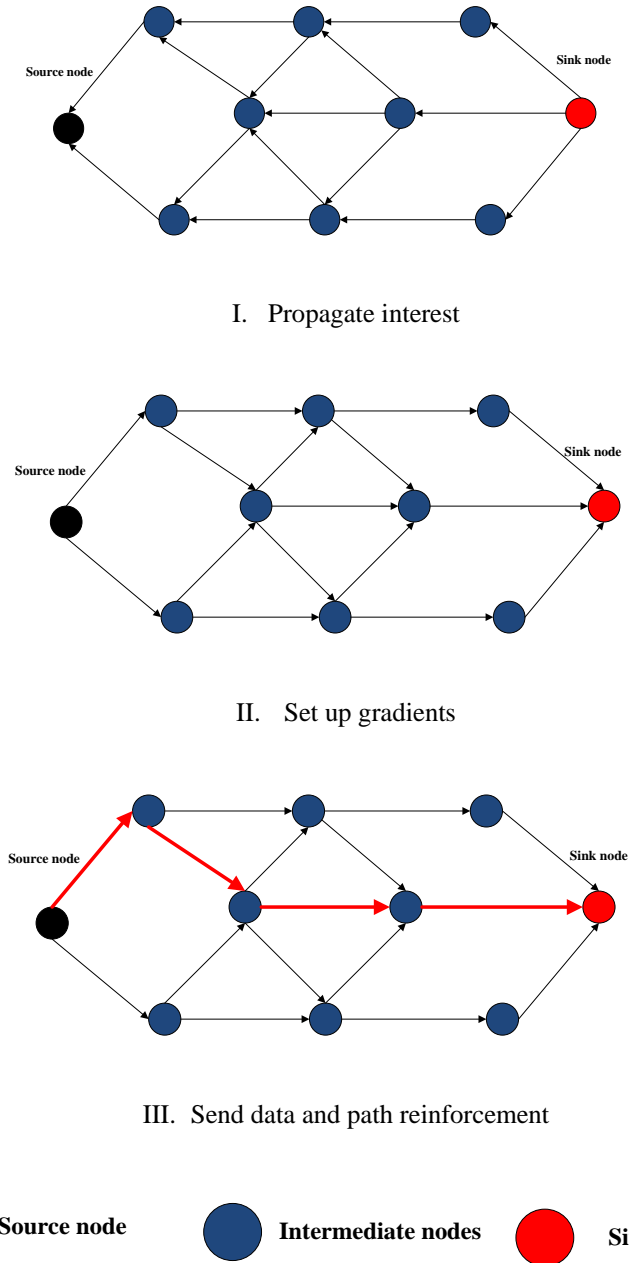 Source node
Sink node
I. Propagate interest
Source node
Sink node
II. Set up gradients
Source node
Sink node
III. Send data and path reinforcement
Source node Intermediate nodes Si